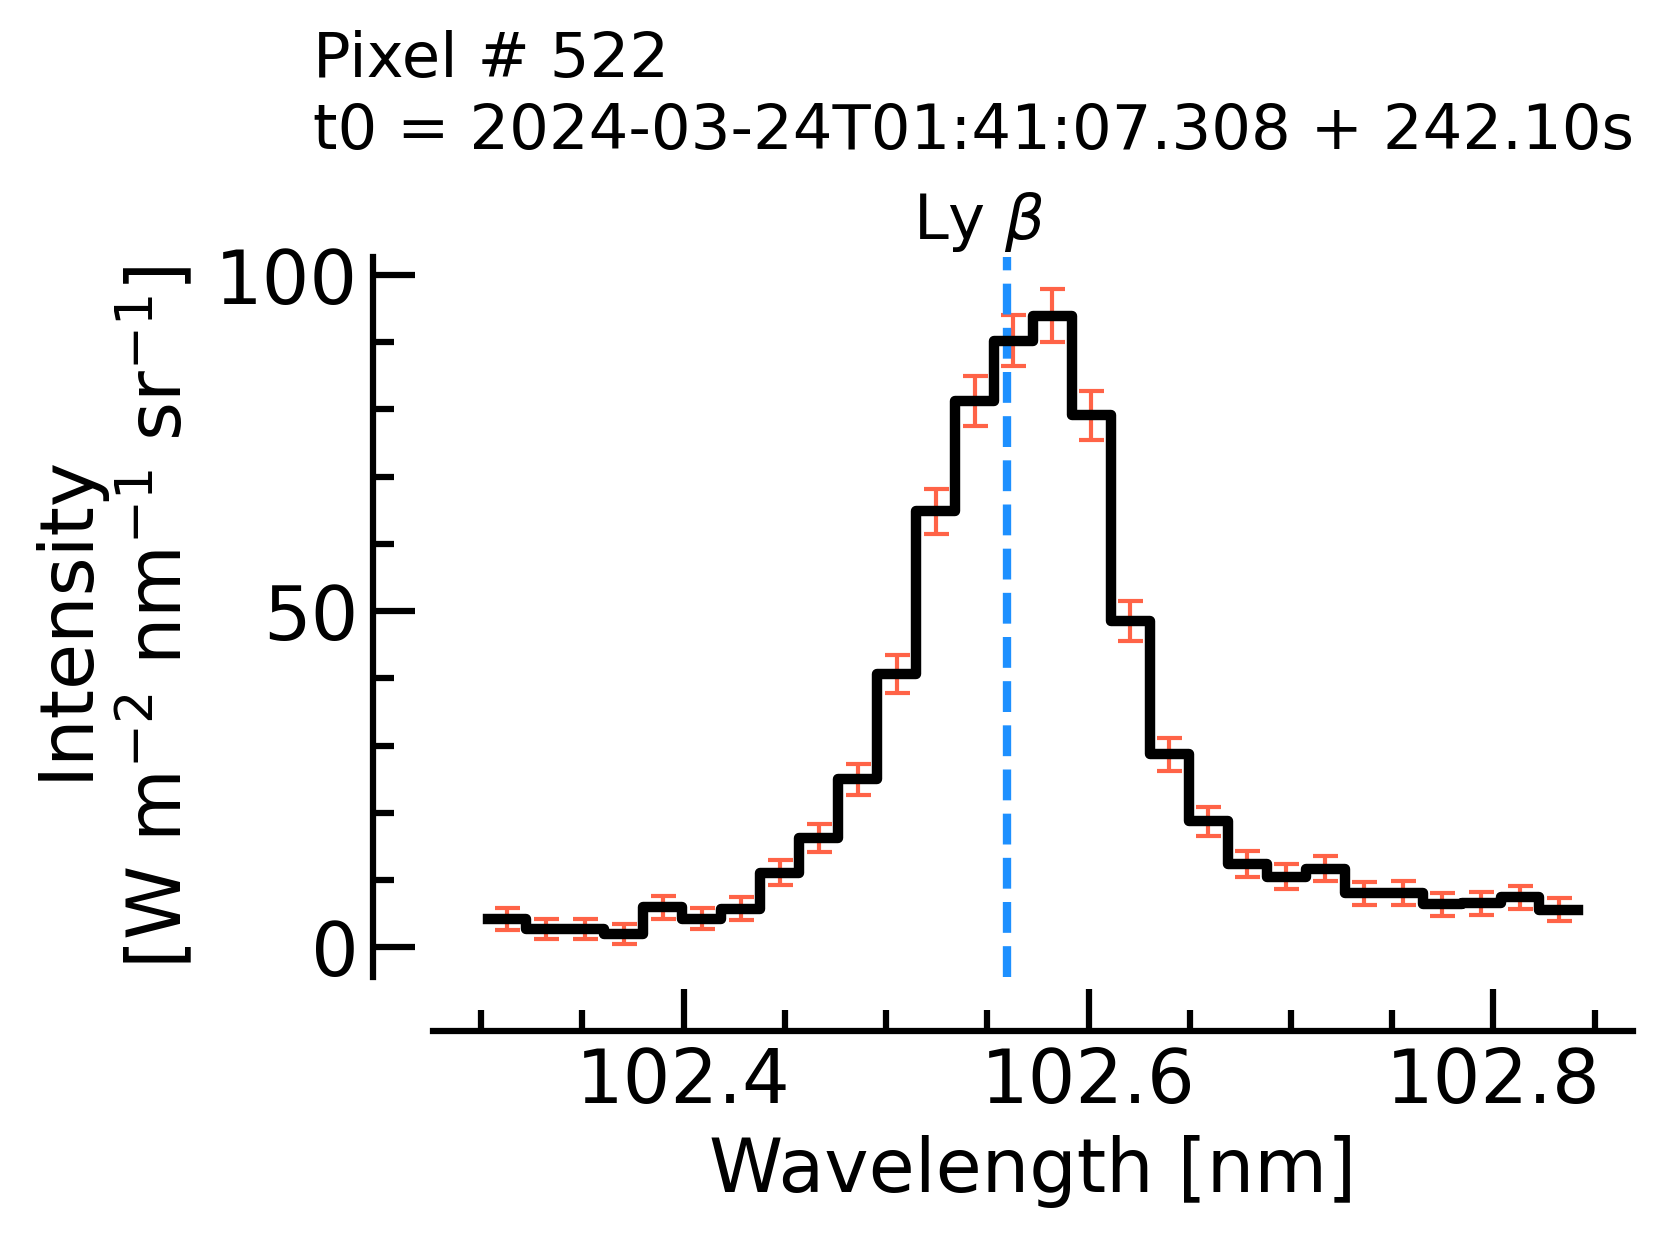 Pixel # 522
t0 = 2024-03-24T01:41:07.308 + 242.10s
Ly β
Intensity
[W m⁻² nm⁻¹ sr⁻¹]
100
50
0
102.4 102.6 102.8
Wavelength [nm]